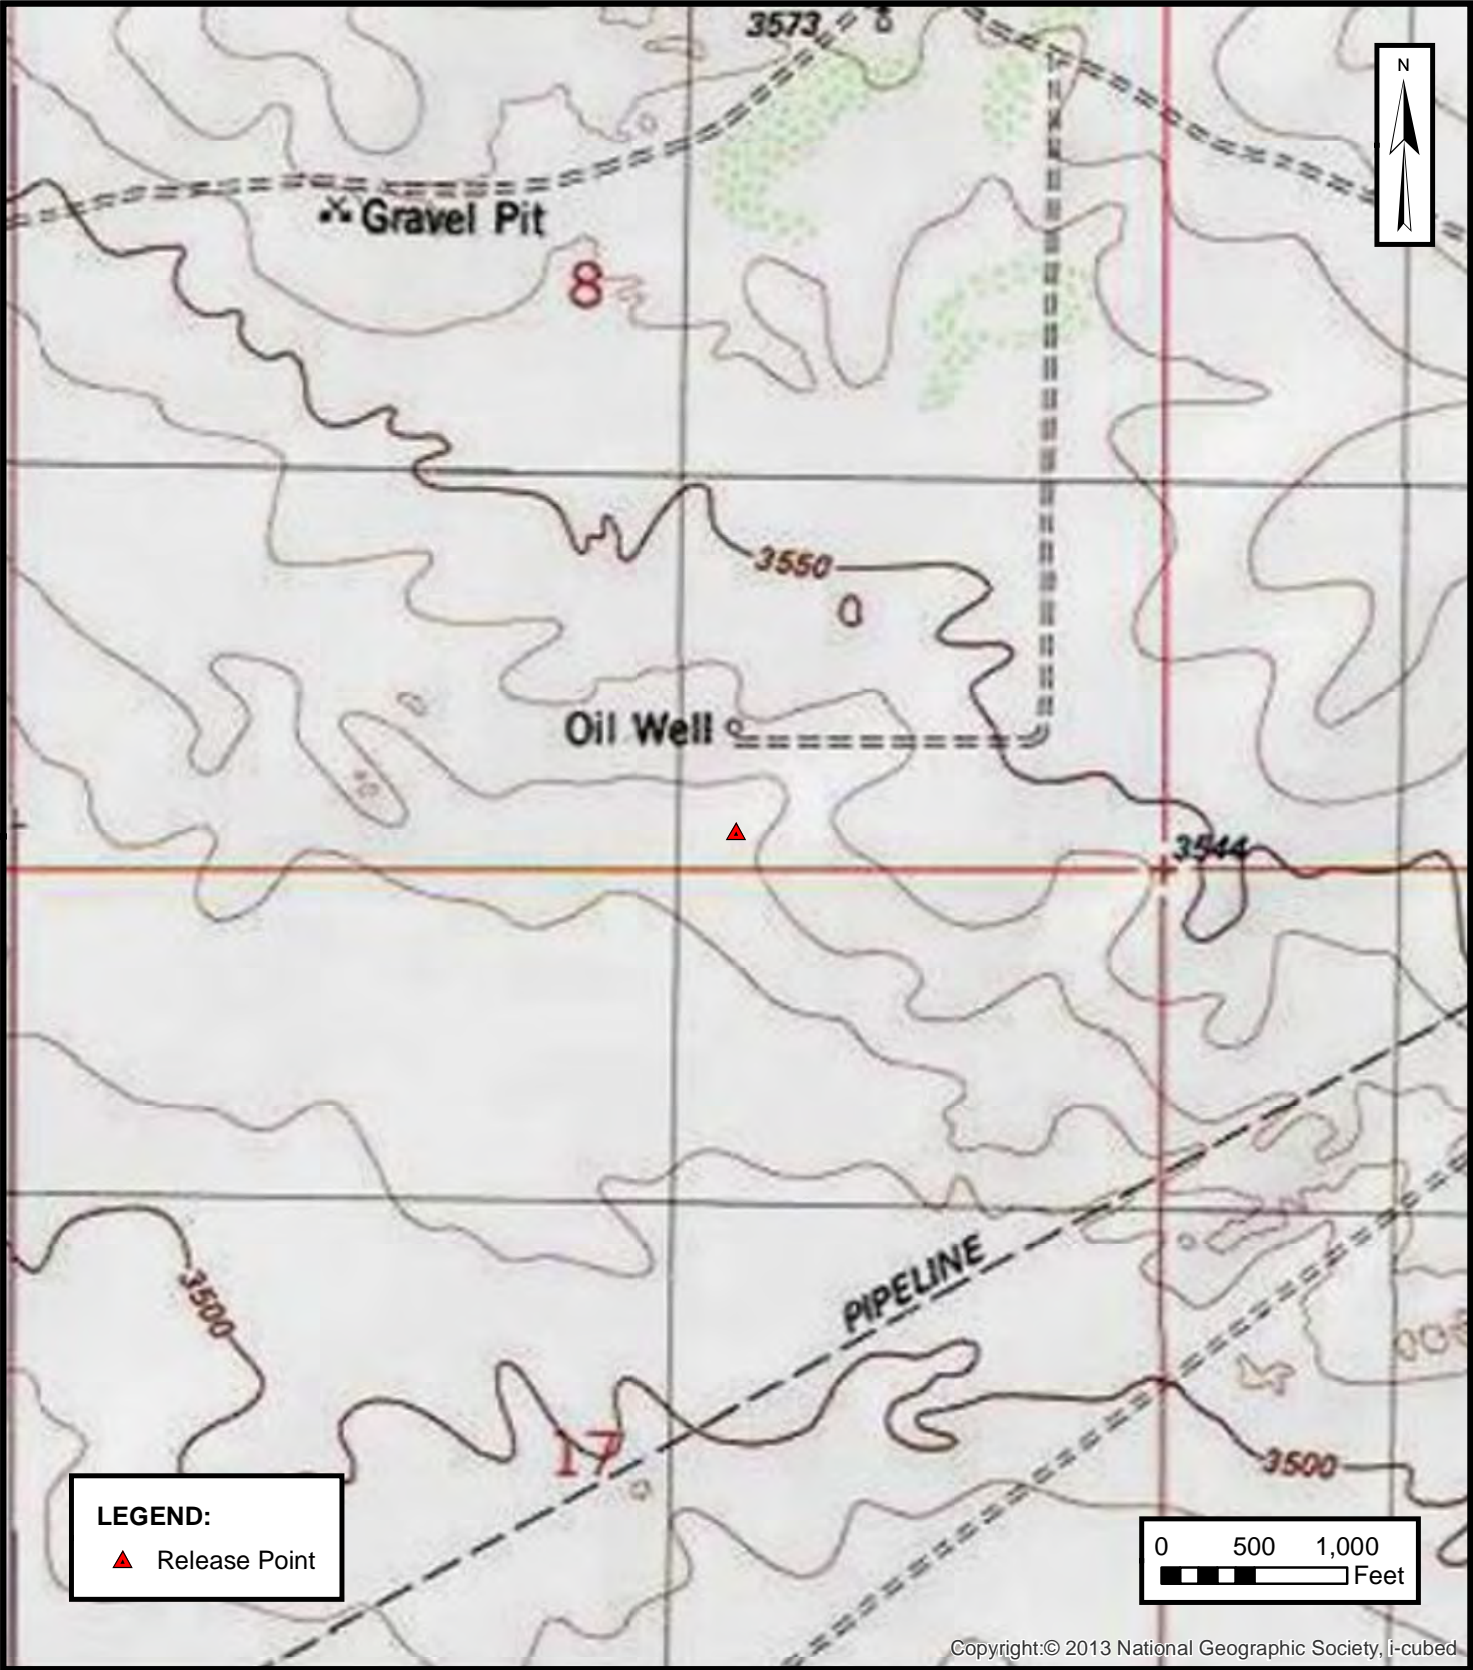 3573
N
Gravel Pit
8
3550
Oil Well
3544
PIPELINE
3500
17
3500
LEGEND:
Release Point
0 500 1,000
Feet
Copyright:© 2013 National Geographic Society, i-cubed